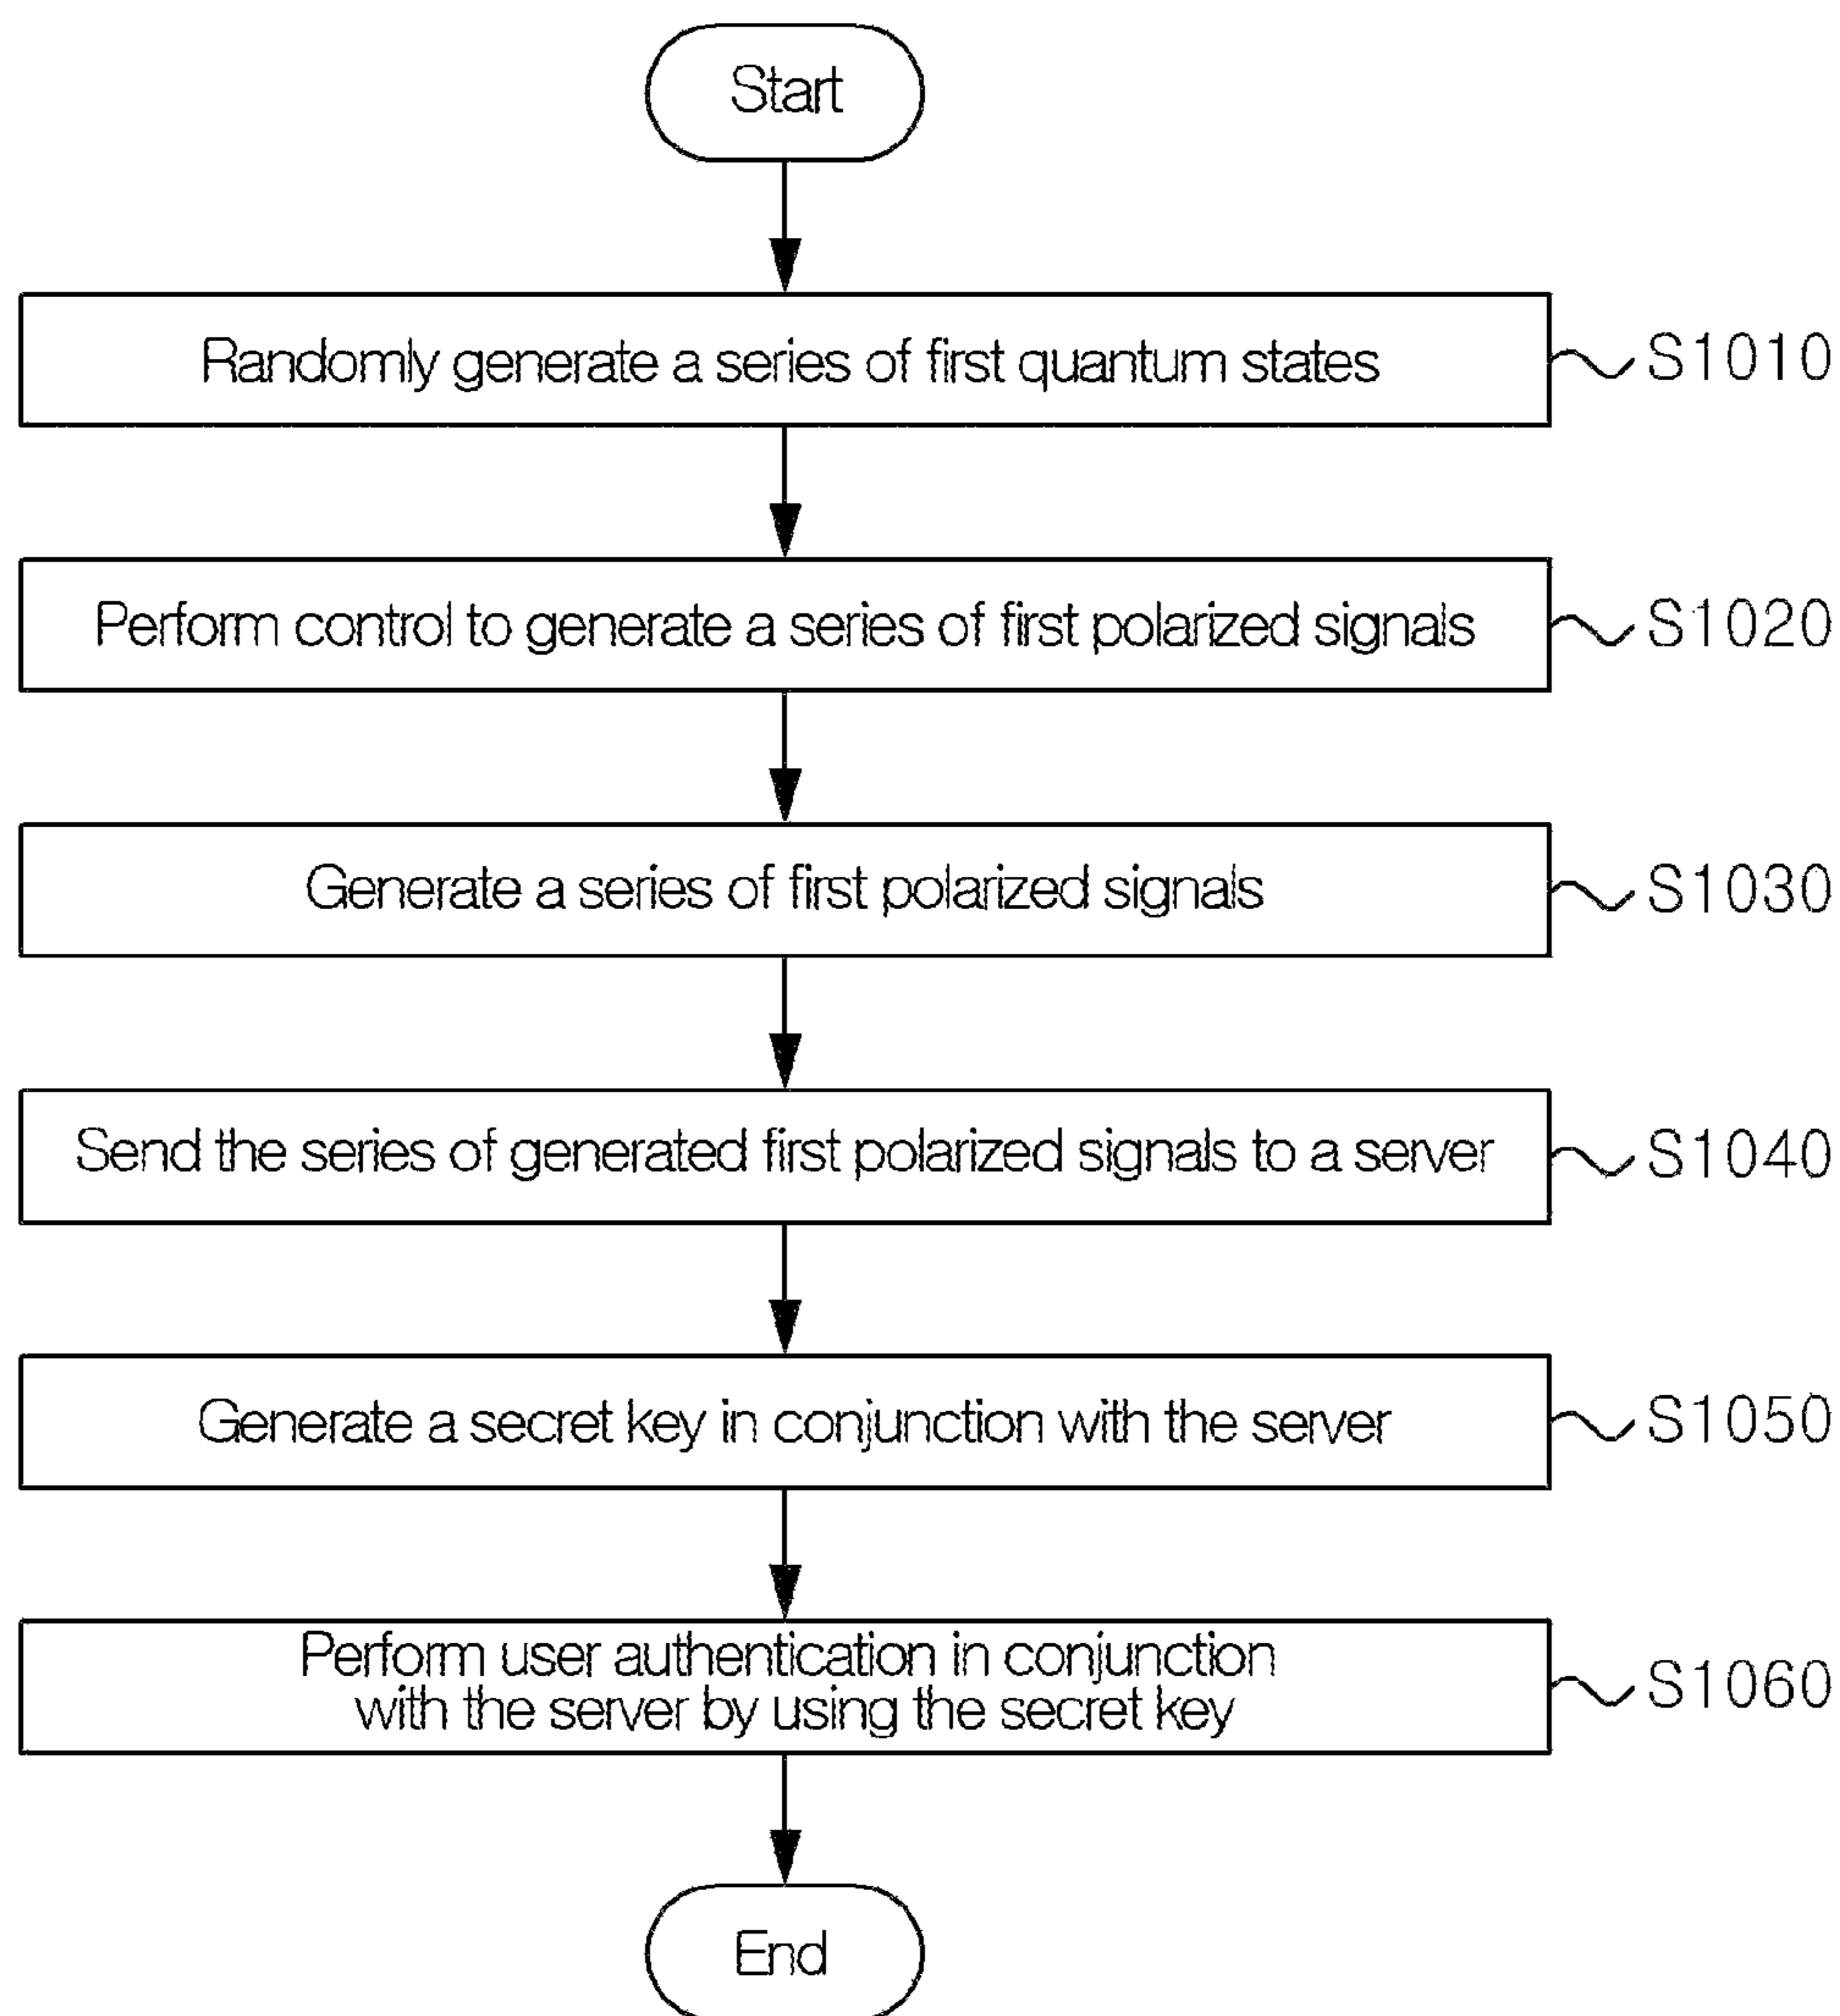 Start
Randomly generate a series of first quantum states
S1010
Perform control to generate a series of first polarized signals
S1020
Generate a series of first polarized signals
S1030
Send the series of generated first polarized signals to a server
S1040
Generate a secret key in conjunction with the server
S1050
Perform user authentication in conjunction
with the server by using the secret key
S1060
End